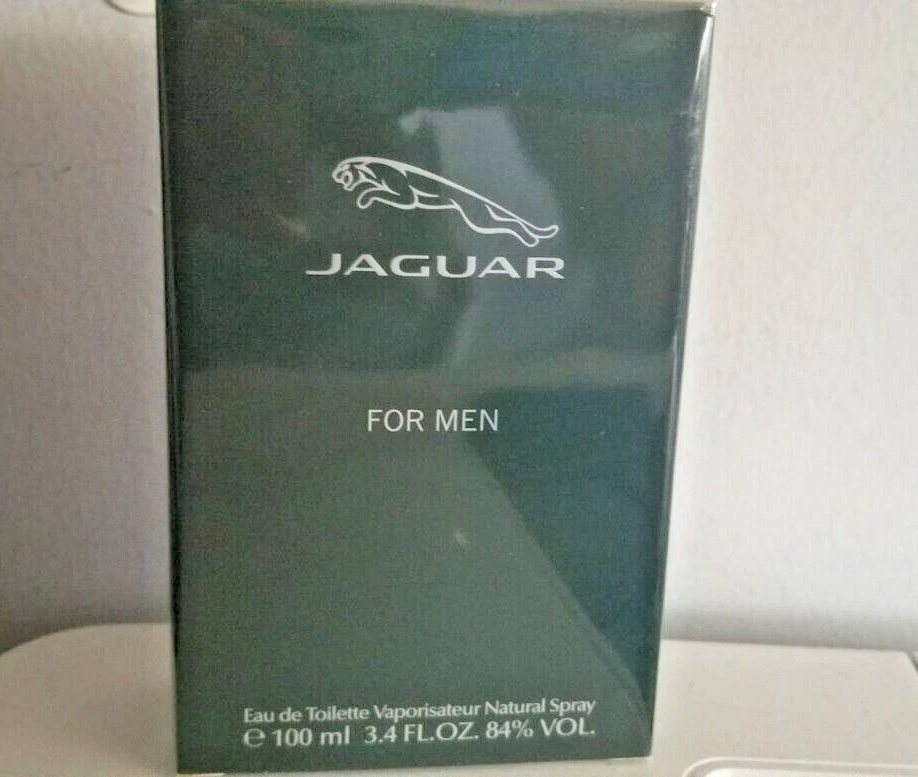 JAGUAR
FOR MEN
Eau de Toilette Vaporisateur Natural Spray
℮ 100 ml 3.4 FL.OZ. 84% VOL.